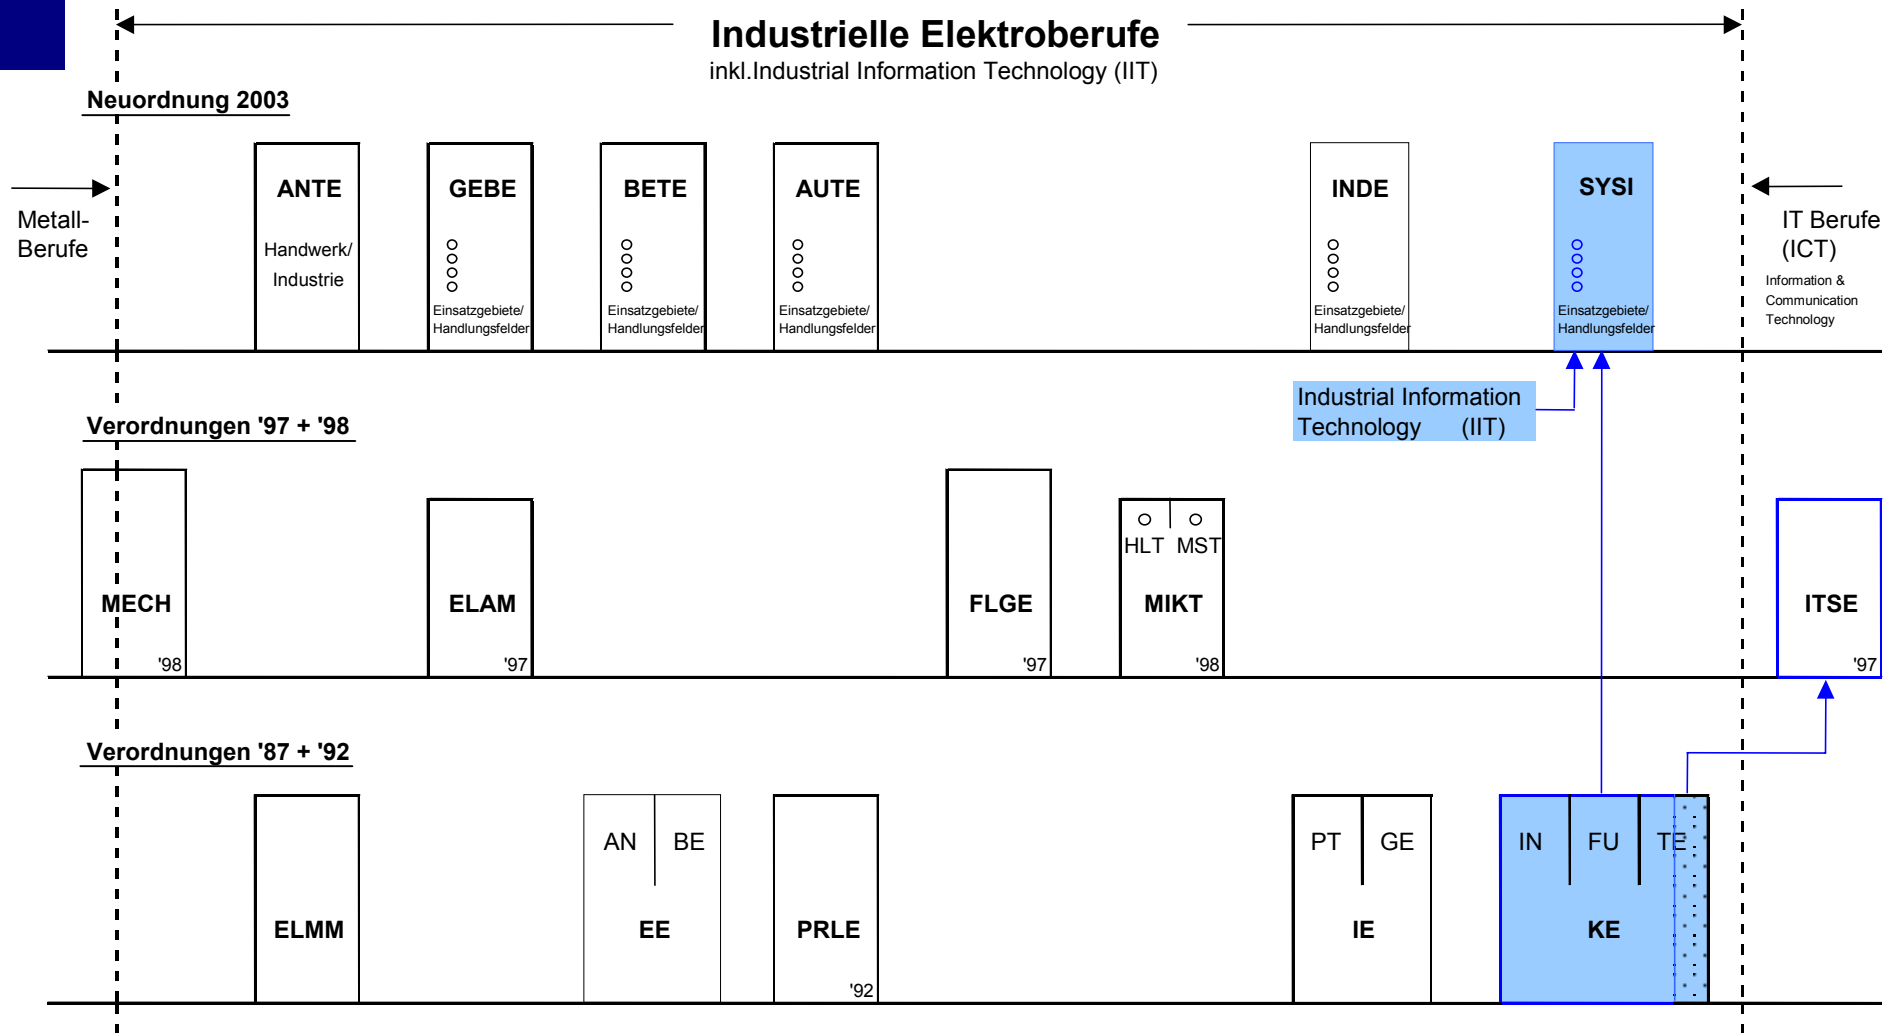 Industrielle Elektroberufe
inkl.Industrial Information Technology (IIT)
Neuordnung 2003
Metall-
Berufe
ANTE
Handwerk/
Industrie
GEBE
Einsatzgebiete/
Handlungsfelder
BETE
Einsatzgebiete/
Handlungsfelder
AUTE
Einsatzgebiete/
Handlungsfelder
INDE
Einsatzgebiete/
Handlungsfelder
SYSI
Einsatzgebiete/
Handlungsfelder
IT Berufe
(ICT)
Information &
Communication
Technology
Industrial Information
Technology (IIT)
Verordnungen '97 + '98
MECH
'98
ELAM
'97
FLGE
'97
HLT MST
MIKT
'98
ITSE
'97
Verordnungen '87 + '92
ELMM
AN BE
EE
PRLE
'92
PT GE
IE
IN FU TE
KE